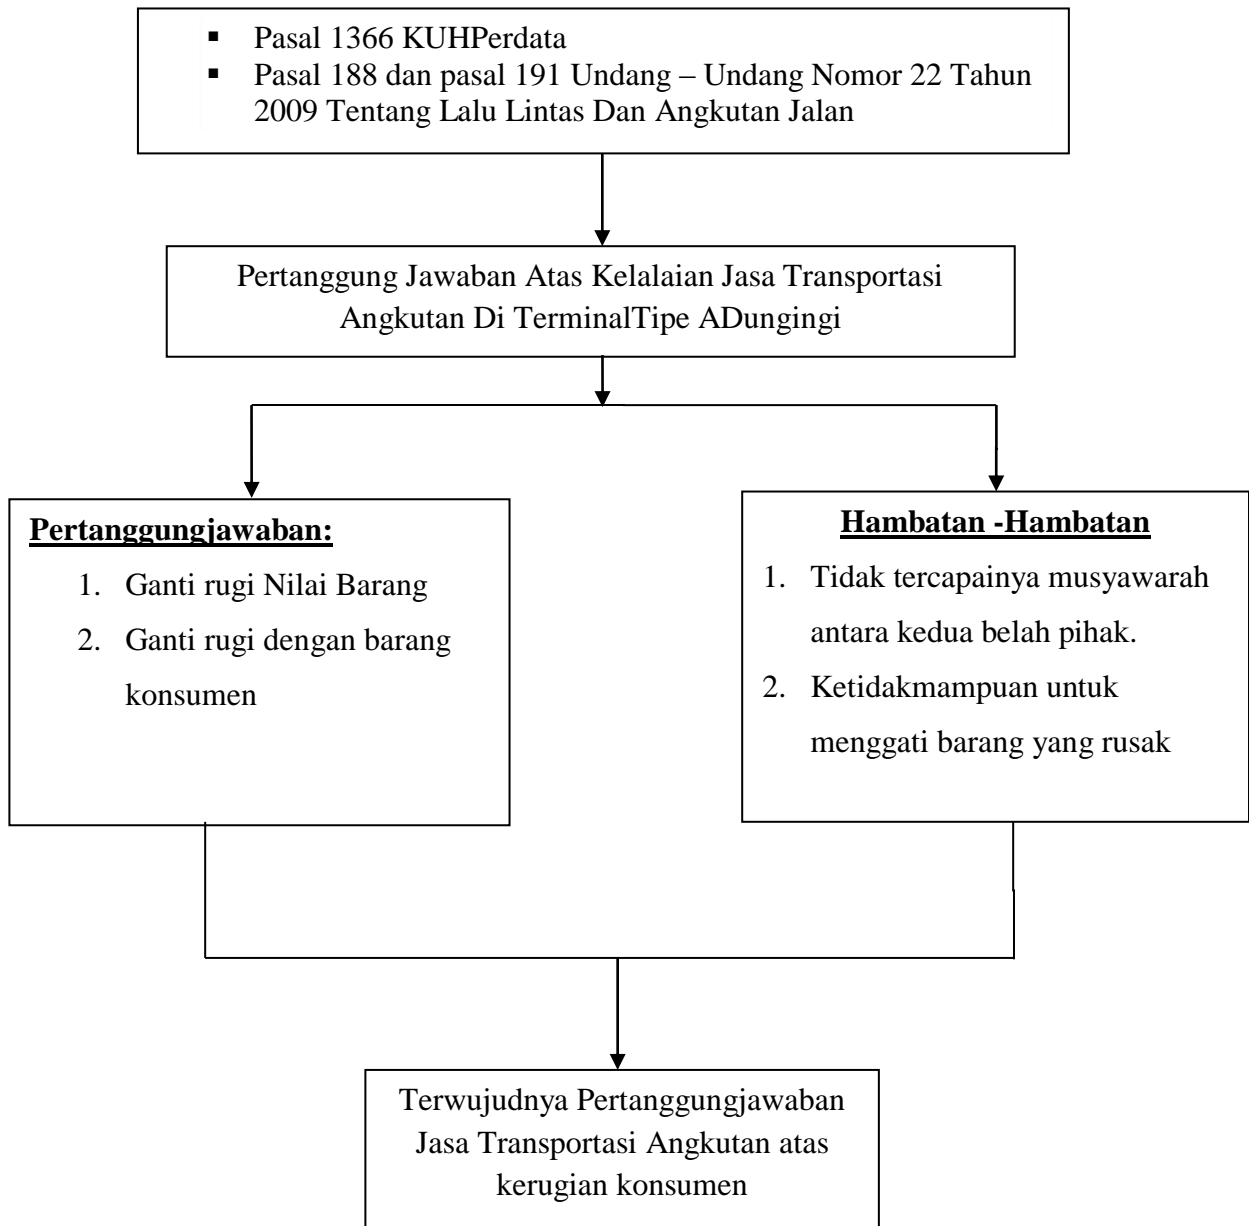 ▪ Pasal 1366 KUHPerdata
▪ Pasal 188 dan pasal 191 Undang – Undang Nomor 22 Tahun
2009 Tentang Lalu Lintas Dan Angkutan Jalan
Pertanggung Jawaban Atas Kelalaian Jasa Transportasi
Angkutan Di TerminalTipe ADungingi
Pertanggungjawaban:
1. Ganti rugi Nilai Barang
2. Ganti rugi dengan barang
konsumen
Hambatan -Hambatan
1. Tidak tercapainya musyawarah
antara kedua belah pihak.
2. Ketidakmampuan untuk
menggati barang yang rusak
Terwujudnya Pertanggungjawaban
Jasa Transportasi Angkutan atas
kerugian konsumen